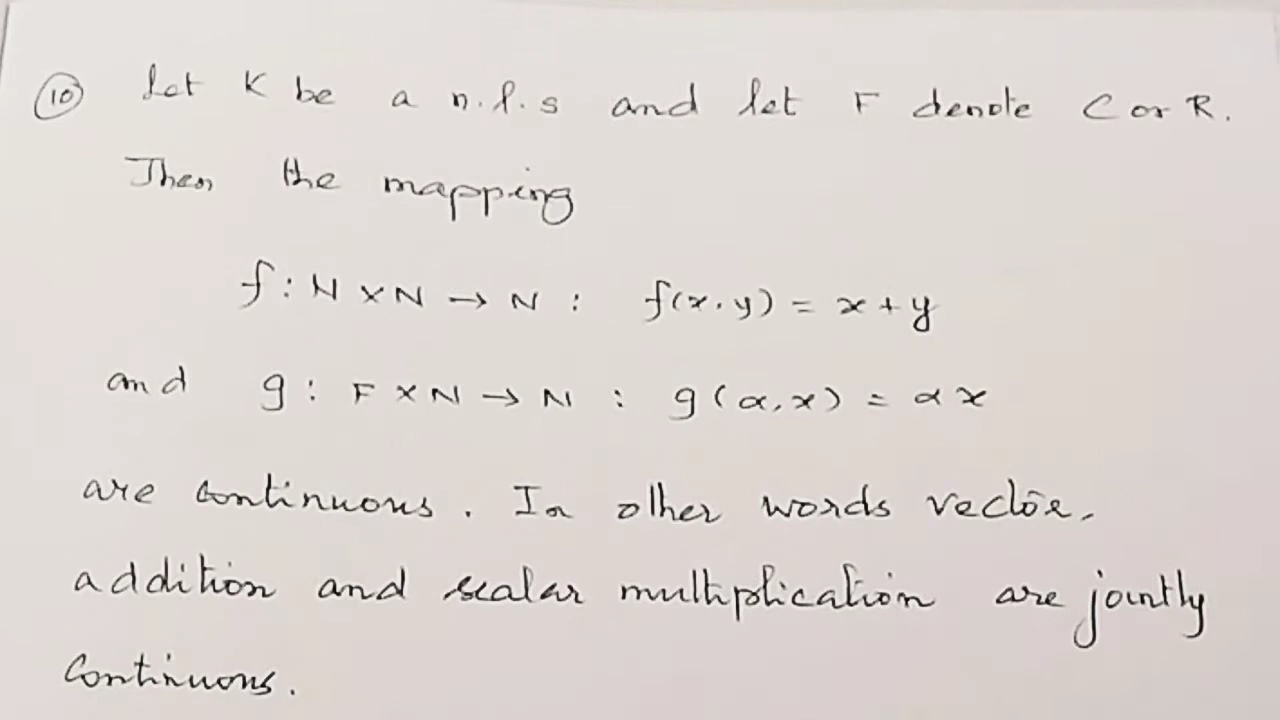 (10) Let K be a n.l.s and let F denote C or R.
Then the mapping
f : N × N → N : f(x, y) = x + y
and g : F × N → N : g(α, x) = α x
are continuous. In other words vector,
addition and scalar multiplication are jointly
continuous.